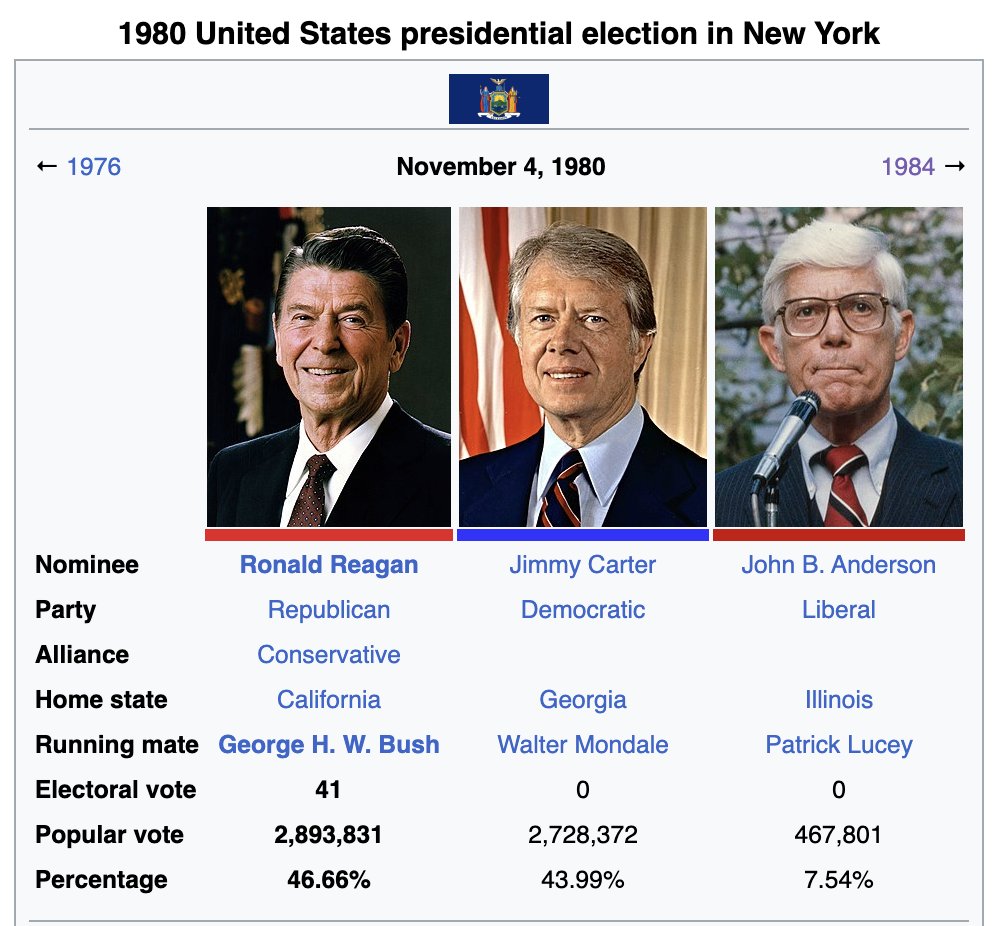 1980 United States presidential election in New York
← 1976 November 4, 1980 1984 →
Nominee Ronald Reagan Jimmy Carter John B. Anderson
Party Republican Democratic Liberal
Alliance Conservative
Home state California Georgia Illinois
Running mate George H. W. Bush Walter Mondale Patrick Lucey
Electoral vote 41 0 0
Popular vote 2,893,831 2,728,372 467,801
Percentage 46.66% 43.99% 7.54%